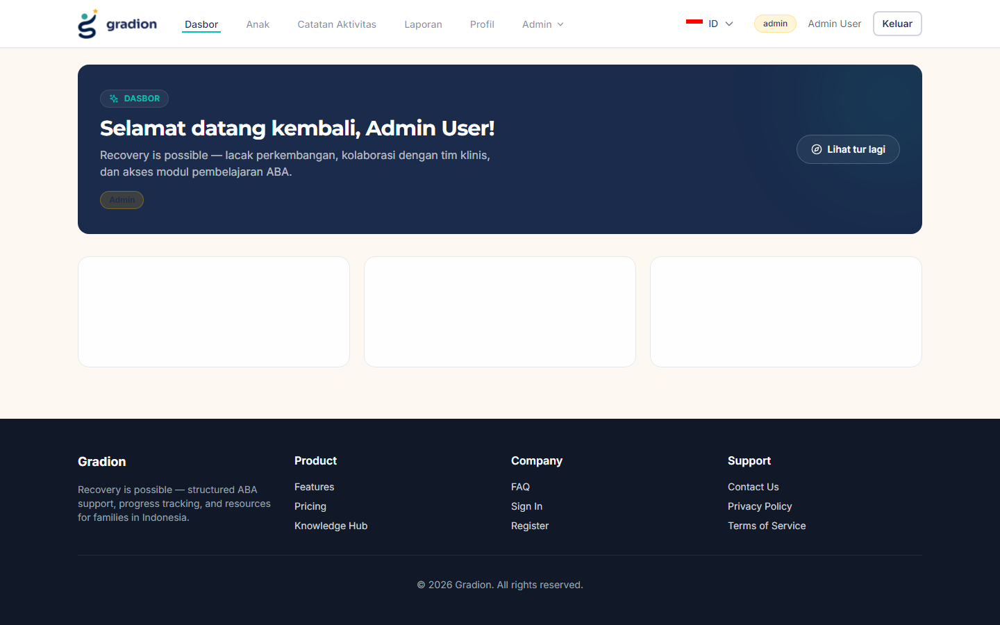 gradion
Dasbor
Anak
Catatan Aktivitas
Laporan
Profil
Admin
ID
admin
Admin User
Keluar
DASBOR
Selamat datang kembali, Admin User!
Recovery is possible — lacak perkembangan, kolaborasi dengan tim klinis,
dan akses modul pembelajaran ABA.
Admin
Lihat tur lagi
Gradion
Recovery is possible — structured ABA
support, progress tracking, and resources
for families in Indonesia.
Product
Features
Pricing
Knowledge Hub
Company
FAQ
Sign In
Register
Support
Contact Us
Privacy Policy
Terms of Service
© 2026 Gradion. All rights reserved.